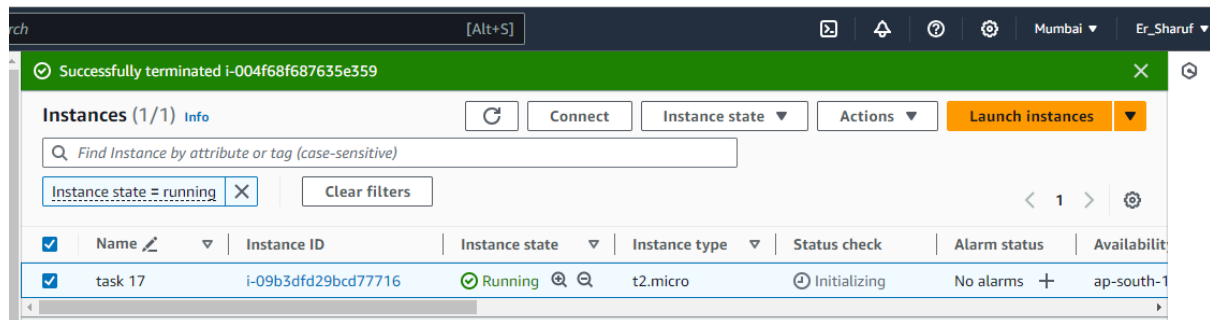 rch [Alt+S] Mumbai ▼ Er_Sharuf ▼
Successfully terminated i-004f68f687635e359
Instances (1/1) Info Connect Instance state ▼ Actions ▼ Launch instances ▼
Find Instance by attribute or tag (case-sensitive)
Instance state = running Clear filters
1
Name Instance ID Instance state Instance type Status check Alarm status Availabilit
task 17 i-09b3dfd29bcd77716 Running t2.micro Initializing No alarms + ap-south-1